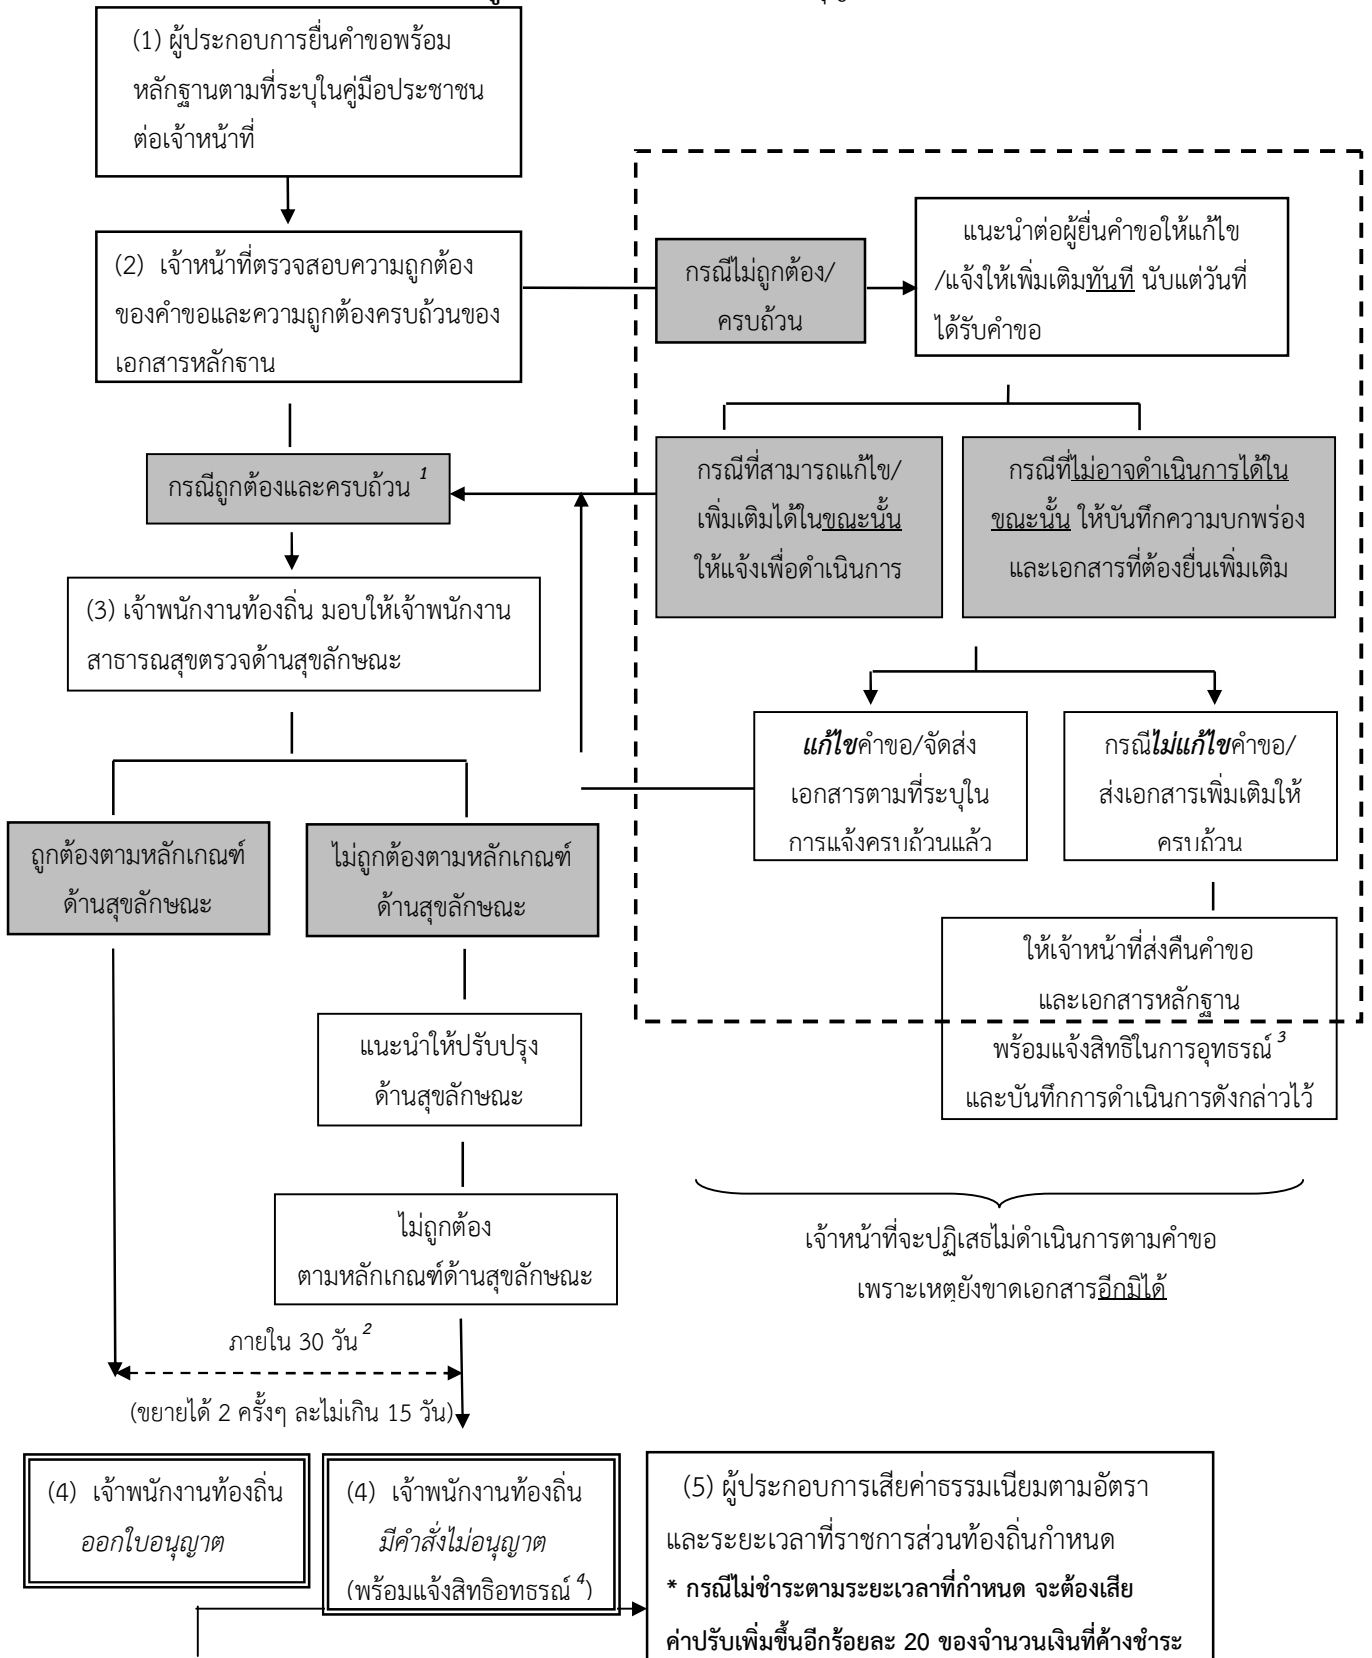 (1) ผู้ประกอบการยื่นคำขอพร้อม
หลักฐานตามที่ระบุในคู่มือประชาชน
ต่อเจ้าหน้าที่
(2) เจ้าหน้าที่ตรวจสอบความถูกต้อง
ของคำขอและความถูกต้องครบถ้วนของ
เอกสารหลักฐาน
กรณีไม่ถูกต้อง/
ครบถ้วน
แนะนำต่อผู้ยื่นคำขอให้แก้ไข
/แจ้งให้เพิ่มเติมทันที นับแต่วันที่
ได้รับคำขอ
กรณีถูกต้องและครบถ้วน 1
กรณีที่สามารถแก้ไข/
เพิ่มเติมได้ในขณะนั้น
ให้แจ้งเพื่อดำเนินการ
กรณีที่ไม่อาจดำเนินการได้ใน
ขณะนั้น ให้บันทึกความบกพร่อง
และเอกสารที่ต้องยื่นเพิ่มเติม
(3) เจ้าพนักงานท้องถิ่น มอบให้เจ้าพนักงาน
สาธารณสุขตรวจด้านสุขลักษณะ
แก้ไขคำขอ/จัดส่ง
เอกสารตามที่ระบุใน
การแจ้งครบถ้วนแล้ว
กรณีไม่แก้ไขคำขอ/
ส่งเอกสารเพิ่มเติมให้
ครบถ้วน
ถูกต้องตามหลักเกณฑ์
ด้านสุขลักษณะ
ไม่ถูกต้องตามหลักเกณฑ์
ด้านสุขลักษณะ
ให้เจ้าหน้าที่ส่งคืนคำขอ
และเอกสารหลักฐาน
พร้อมแจ้งสิทธิในการอุทธรณ์ 3
และบันทึกการดำเนินการดังกล่าวไว้
แนะนำให้ปรับปรุง
ด้านสุขลักษณะ
ไม่ถูกต้อง
ตามหลักเกณฑ์ด้านสุขลักษณะ
เจ้าหน้าที่จะปฏิเสธไม่ดำเนินการตามคำขอ
เพราะเหตุยังขาดเอกสารอีกมิได้
ภายใน 30 วัน 2
(ขยายได้ 2 ครั้งๆ ละไม่เกิน 15 วัน)
(4) เจ้าพนักงานท้องถิ่น
ออกใบอนุญาต
(4) เจ้าพนักงานท้องถิ่น
มีคำสั่งไม่อนุญาต
(พร้อมแจ้งสิทธิอุทธรณ์ 4)
(5) ผู้ประกอบการเสียค่าธรรมเนียมตามอัตรา
และระยะเวลาที่ราชการส่วนท้องถิ่นกำหนด
* กรณีไม่ชำระตามระยะเวลาที่กำหนด จะต้องเสีย
ค่าปรับเพิ่มขึ้นอีกร้อยละ 20 ของจำนวนเงินที่ค้างชำระ